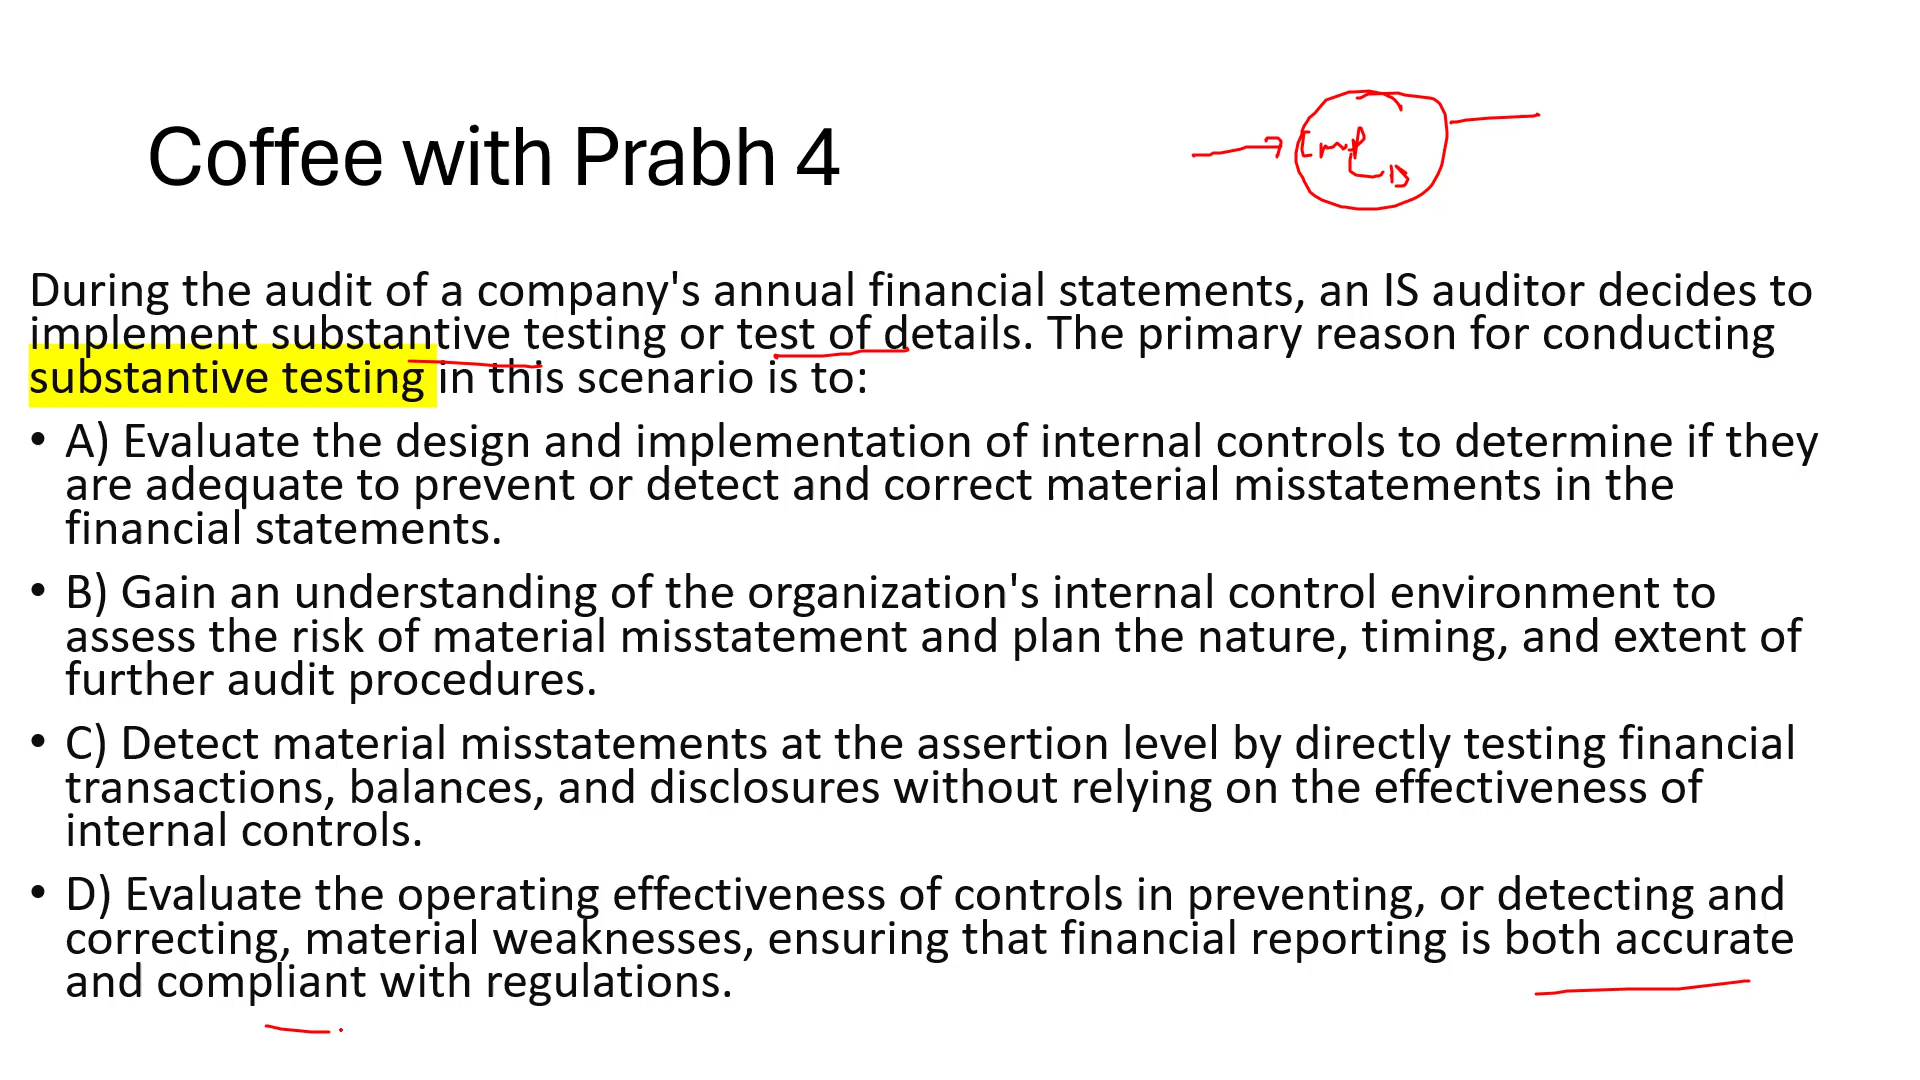 Coffee with Prabh 4
During the audit of a company's annual financial statements, an IS auditor decides to
implement substantive testing or test of details. The primary reason for conducting
substantive testing in this scenario is to:
• A) Evaluate the design and implementation of internal controls to determine if they
are adequate to prevent or detect and correct material misstatements in the
financial statements.
• B) Gain an understanding of the organization's internal control environment to
assess the risk of material misstatement and plan the nature, timing, and extent of
further audit procedures.
• C) Detect material misstatements at the assertion level by directly testing financial
transactions, balances, and disclosures without relying on the effectiveness of
internal controls.
• D) Evaluate the operating effectiveness of controls in preventing, or detecting and
correcting, material weaknesses, ensuring that financial reporting is both accurate
and compliant with regulations.